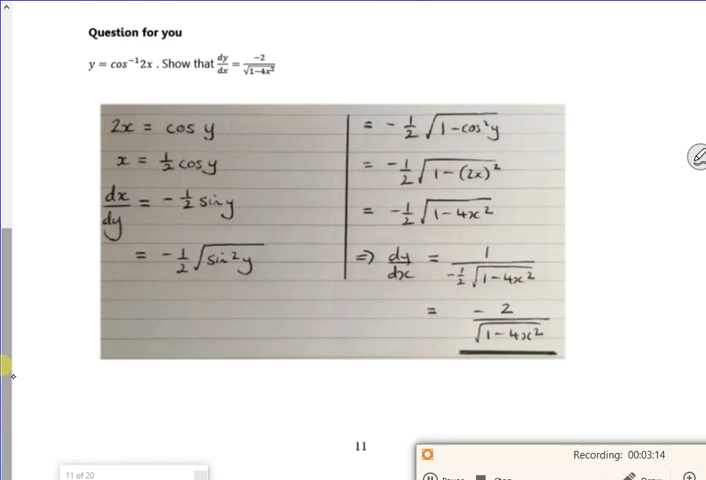 Question for you
y = cos⁻¹2x . Show that dy/dx = -2/√(1-4x²)
2x = cos y
x = 1/2 cos y
dx/dy = - 1/2 sin y
= - 1/2 √(sin²y)
= - 1/2 √(1-cos²y)
= - 1/2 √(1-(2x)²)
= - 1/2 √(1-4x²)
=> dy/dx = 1/(-1/2 √(1-4x²))
= - 2/√(1-4x²)
11
11 of 20
Recording: 00:03:14